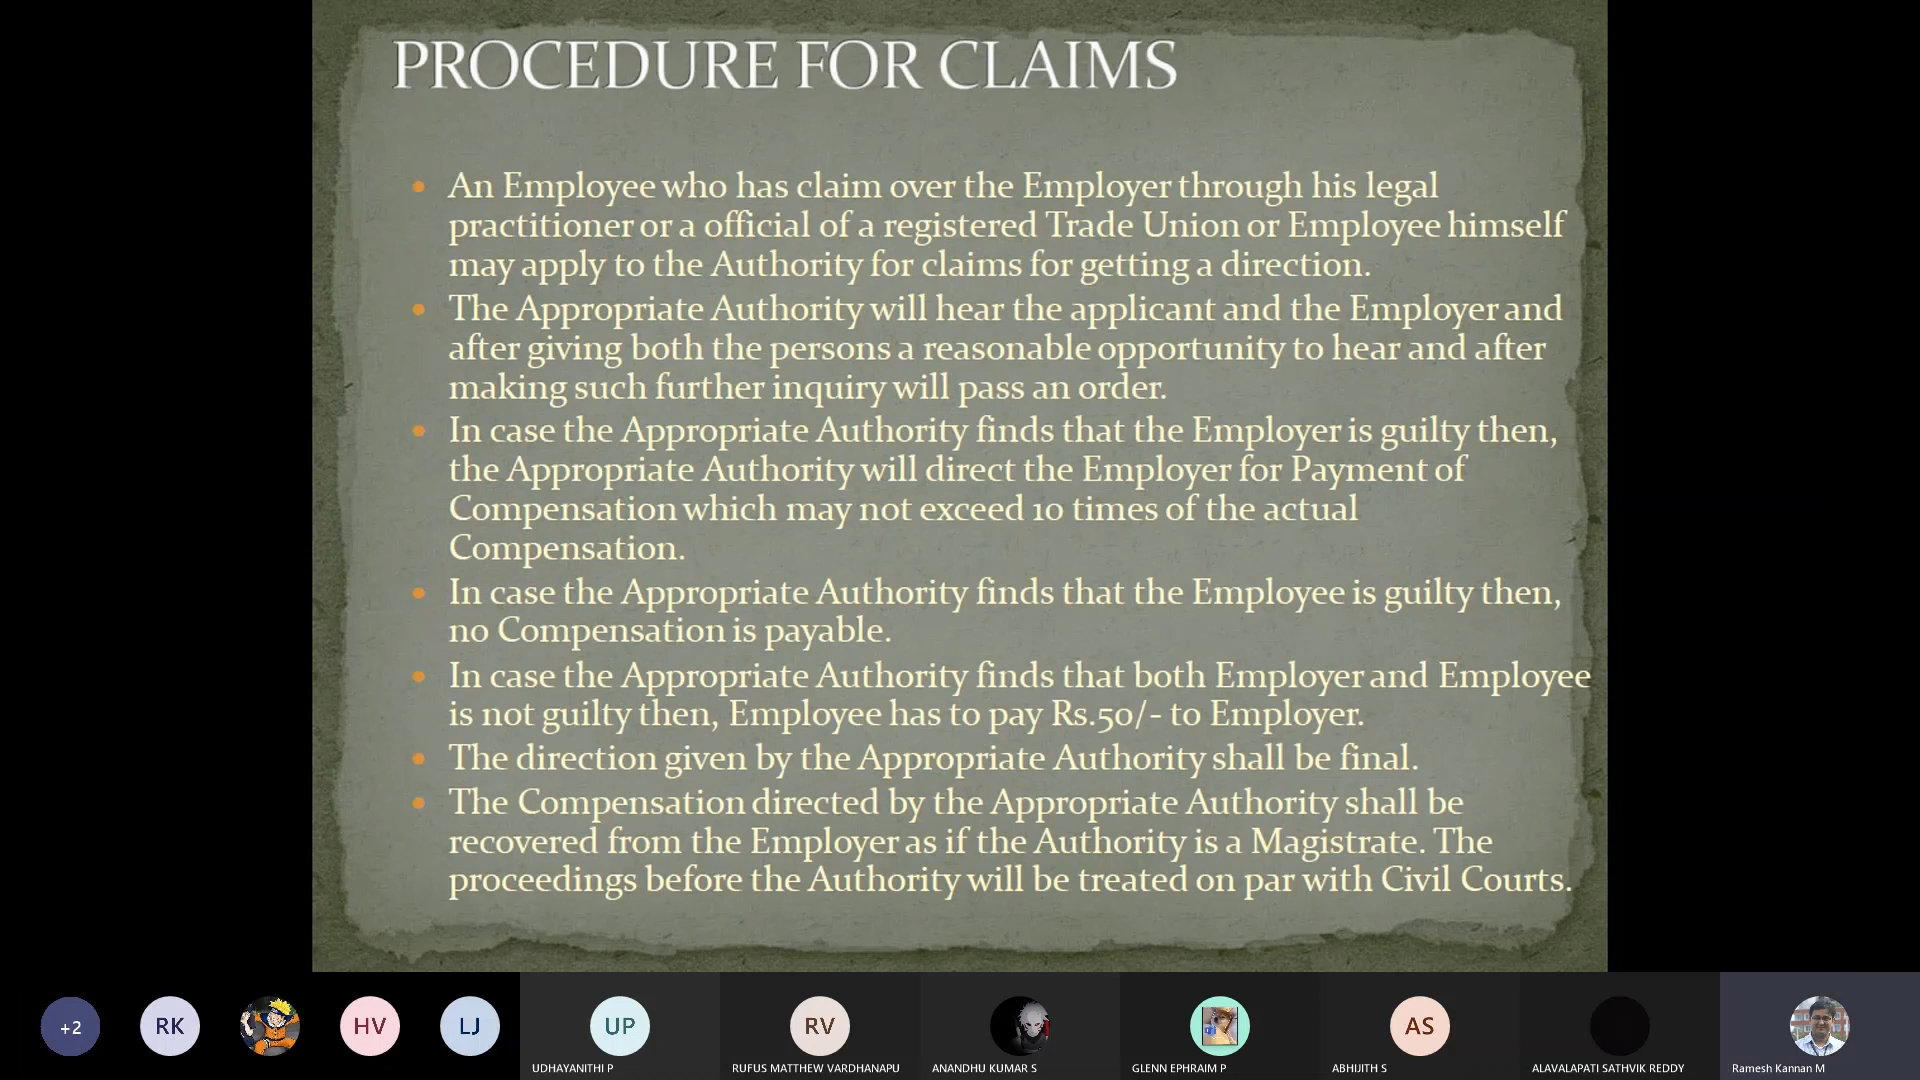 PROCEDURE FOR CLAIMS
• An Employee who has claim over the Employer through his legal
practitioner or a official of a registered Trade Union or Employee himself
may apply to the Authority for claims for getting a direction.
• The Appropriate Authority will hear the applicant and the Employer and
after giving both the persons a reasonable opportunity to hear and after
making such further inquiry will pass an order.
• In case the Appropriate Authority finds that the Employer is guilty then,
the Appropriate Authority will direct the Employer for Payment of
Compensation which may not exceed 10 times of the actual
Compensation.
• In case the Appropriate Authority finds that the Employee is guilty then,
no Compensation is payable.
• In case the Appropriate Authority finds that both Employer and Employee
is not guilty then, Employee has to pay Rs.50/- to Employer.
• The direction given by the Appropriate Authority shall be final.
• The Compensation directed by the Appropriate Authority shall be
recovered from the Employer as if the Authority is a Magistrate. The
proceedings before the Authority will be treated on par with Civil Courts.
+2 RK HV LJ UP RV AS
UDHAYANITHI P RUFUS MATTHEW VARDHANAPU ANANDHU KUMAR S GLENN EPHRAIM P ABHIJITH S ALAVALAPATI SATHVIK REDDY Ramesh Kannan M